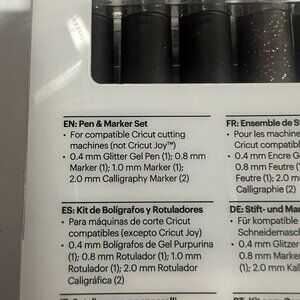 EN: Pen & Marker Set
• For compatible Cricut cutting
machines (not Cricut Joy™)
• 0.4 mm Glitter Gel Pen (1); 0.8 mm
Marker (1); 1.0 mm Marker (1);
2.0 mm Calligraphy Marker (2)
ES: Kit de Bolígrafos y Rotuladores
• Para máquinas de corte Cricut
compatibles (excepto Cricut Joy)
• 0.4 mm Bolígrafos de Gel Purpurina
(1); 0.8 mm Rotulador (1); 1.0 mm
Rotulador (1); 2.0 mm Rotulador
Caligráfica (2)
FR: Ensemble de St
• Pour les machines
Cricut compatibl
• 0.4 mm Encre G
0.8 mm Feutre (
Feutre (1); 2.0 m
Calligraphie (2)
DE: Stift- und Mar
• Für kompatible
Schneidemasch
• 0.4 mm Glitzer
0.8 mm Marker
(1); 2.0 mm Kal